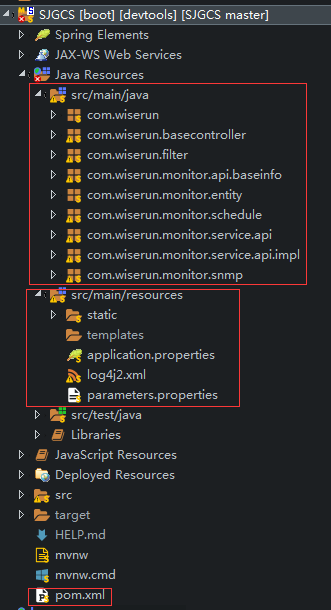 SJGCS [boot] [devtools] [SJGCS master]
Spring Elements
JAX-WS Web Services
Java Resources
src/main/java
com.wiserun
com.wiserun.basecontroller
com.wiserun.filter
com.wiserun.monitor.api.baseinfo
com.wiserun.monitor.entity
com.wiserun.monitor.schedule
com.wiserun.monitor.service.api
com.wiserun.monitor.service.api.impl
com.wiserun.monitor.snmp
src/main/resources
static
templates
application.properties
log4j2.xml
parameters.properties
src/test/java
Libraries
JavaScript Resources
Deployed Resources
src
target
HELP.md
mvnw
mvnw.cmd
pom.xml